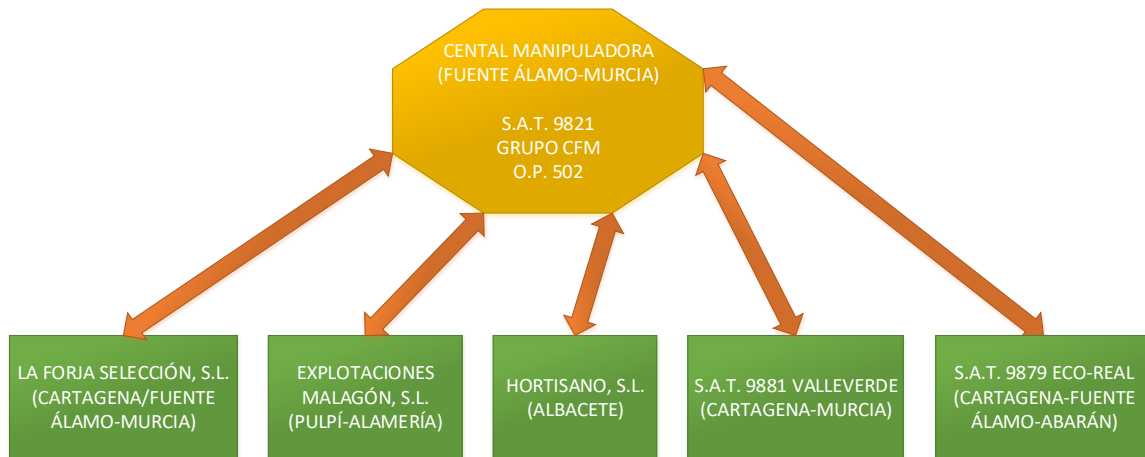 CENTAL MANIPULADORA
(FUENTE ÁLAMO-MURCIA)
S.A.T. 9821
GRUPO CFM
O.P. 502
LA FORJA SELECCIÓN, S.L.
(CARTAGENA/FUENTE
ÁLAMO-MURCIA)
EXPLOTACIONES
MALAGÓN, S.L.
(PULPÍ-ALAMERÍA)
HORTISANO, S.L.
(ALBACETE)
S.A.T. 9881 VALLEVERDE
(CARTAGENA-MURCIA)
S.A.T. 9879 ECO-REAL
(CARTAGENA-FUENTE
ÁLAMO-ABARÁN)